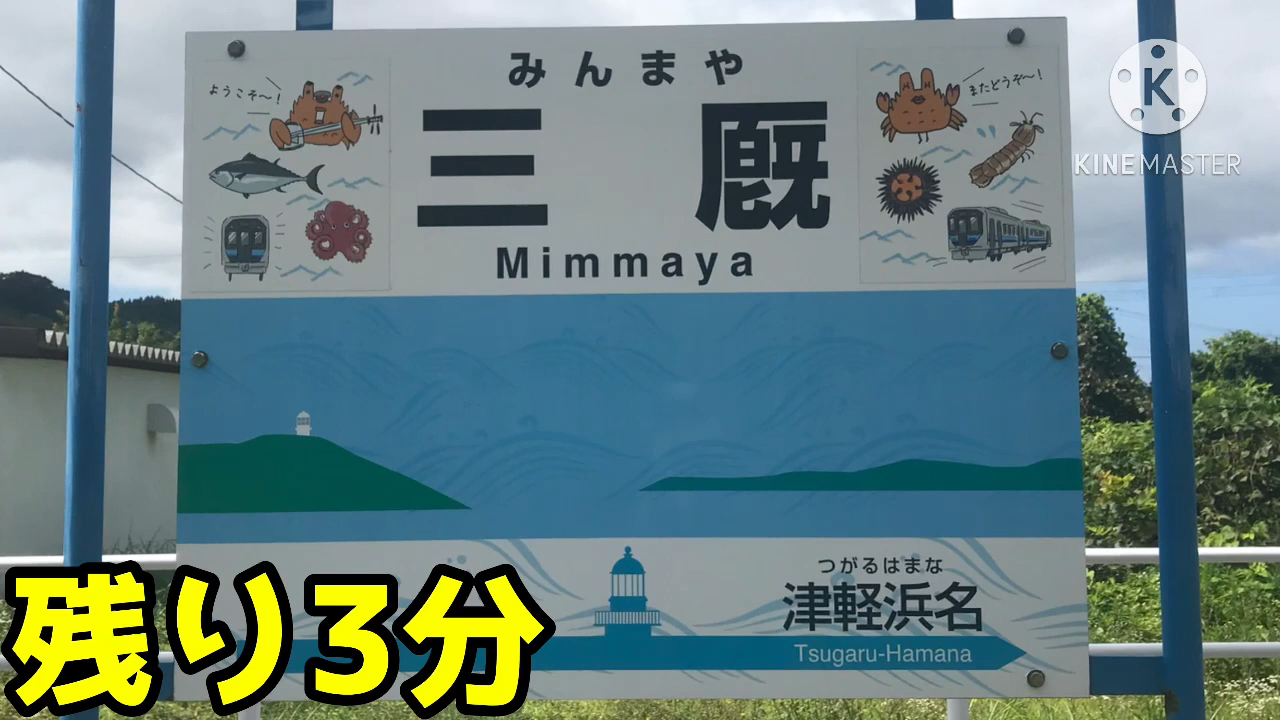 みんまや
三厩
Mimmaya
ようこそ〜！
またどうぞ〜！
K
KINEMASTER
つがるはまな
津軽浜名
Tsugaru-Hamana
残り3分